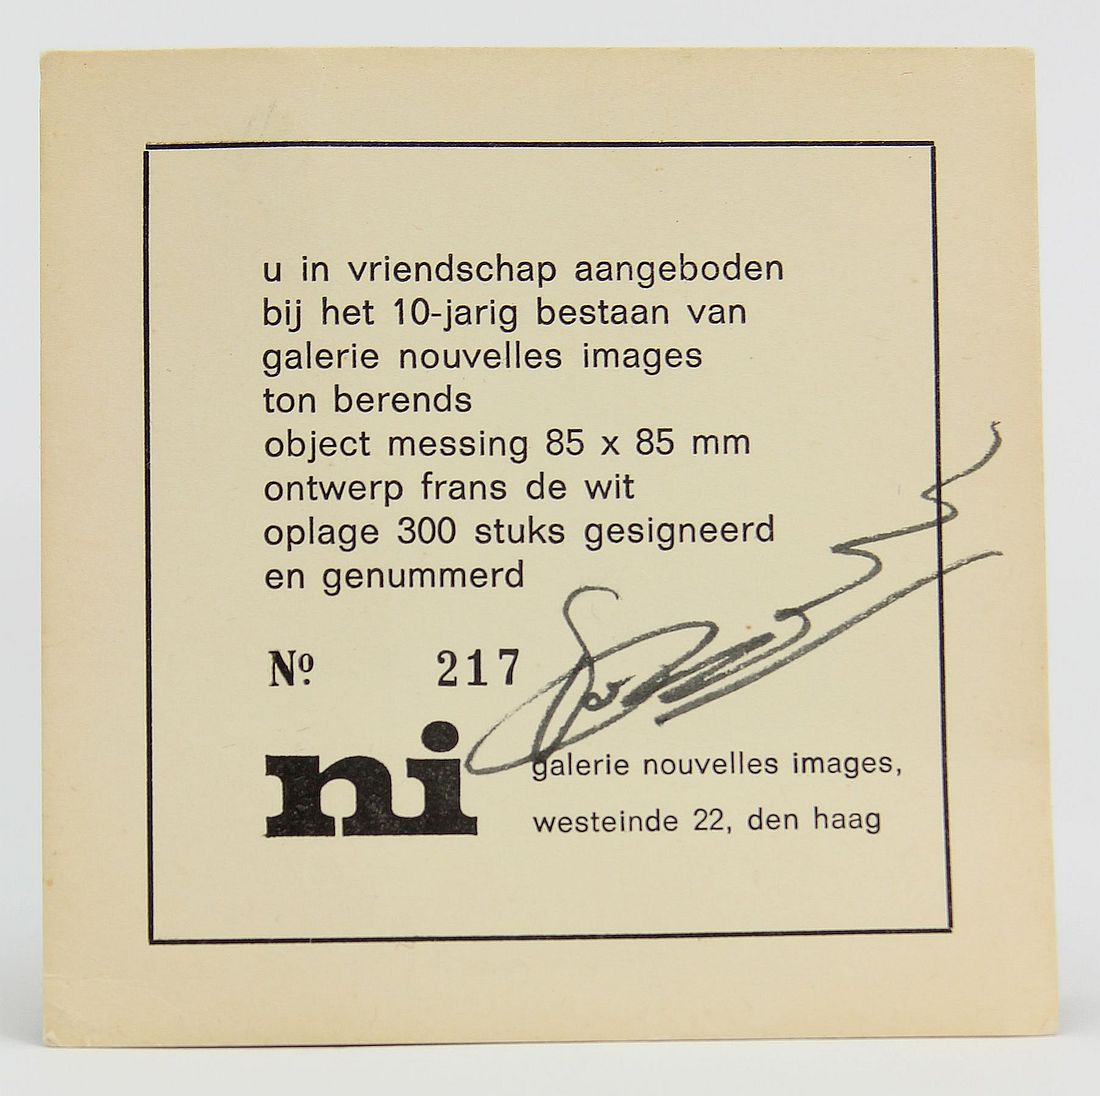 u in vriendschap aangeboden
bij het 10-jarig bestaan van
galerie nouvelles images
ton berends
object messing 85 x 85 mm
ontwerp frans de wit
oplage 300 stuks gesigneerd
en genummerd
Nº 217
ni
galerie nouvelles images,
westeinde 22, den haag